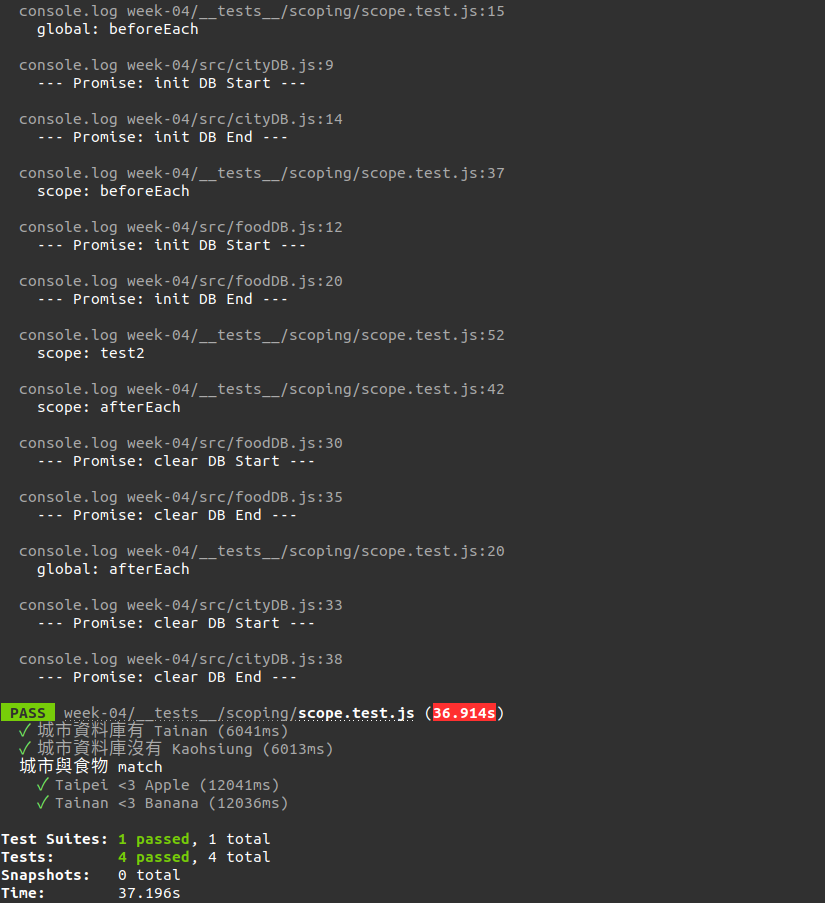 console.log week-04/__tests__/scoping/scope.test.js:15
global: beforeEach
console.log week-04/src/cityDB.js:9
--- Promise: init DB Start ---
console.log week-04/src/cityDB.js:14
--- Promise: init DB End ---
console.log week-04/__tests__/scoping/scope.test.js:37
scope: beforeEach
console.log week-04/src/foodDB.js:12
--- Promise: init DB Start ---
console.log week-04/src/foodDB.js:20
--- Promise: init DB End ---
console.log week-04/__tests__/scoping/scope.test.js:52
scope: test2
console.log week-04/__tests__/scoping/scope.test.js:42
scope: afterEach
console.log week-04/src/foodDB.js:30
--- Promise: clear DB Start ---
console.log week-04/src/foodDB.js:35
--- Promise: clear DB End ---
console.log week-04/__tests__/scoping/scope.test.js:20
global: afterEach
console.log week-04/src/cityDB.js:33
--- Promise: clear DB Start ---
console.log week-04/src/cityDB.js:38
--- Promise: clear DB End ---
PASS week-04/__tests__/scoping/scope.test.js (36.914s)
✓ 城市資料庫有 Tainan (6041ms)
✓ 城市資料庫沒有 Kaohsiung (6013ms)
城市與食物 match
✓ Taipei <3 Apple (12041ms)
✓ Tainan <3 Banana (12036ms)
Test Suites: 1 passed, 1 total
Tests: 4 passed, 4 total
Snapshots: 0 total
Time: 37.196s